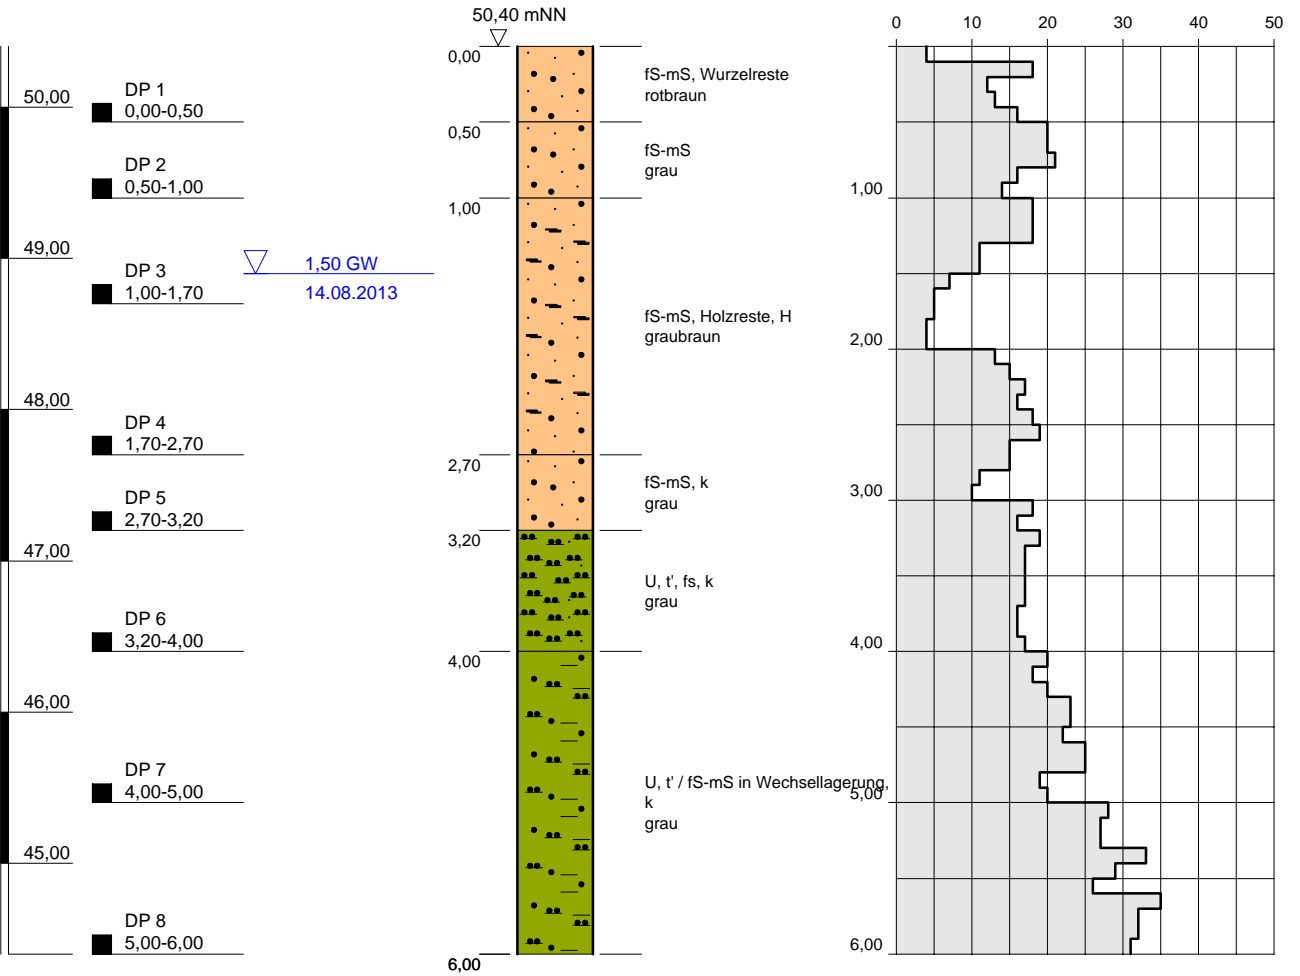 50,40 mNN
0 10 20 30 40 50
50,00
49,00
48,00
47,00
46,00
45,00
DP 1
0,00-0,50
DP 2
0,50-1,00
DP 3
1,00-1,70
DP 4
1,70-2,70
DP 5
2,70-3,20
DP 6
3,20-4,00
DP 7
4,00-5,00
DP 8
5,00-6,00
1,50 GW
14.08.2013
0,00
0,50
1,00
2,70
3,20
4,00
6,00
fS-mS, Wurzelreste
rotbraun
fS-mS
grau
fS-mS, Holzreste, H
graubraun
fS-mS, k
grau
U, t', fs, k
grau
U, t' / fS-mS in Wechsellagerung,
k
grau
1,00
2,00
3,00
4,00
5,00
6,00